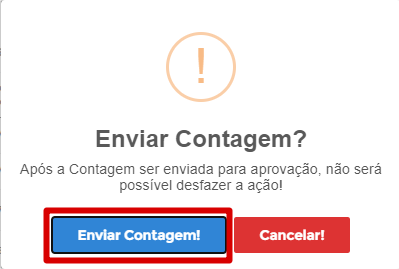 !
Enviar Contagem?
Após a Contagem ser enviada para aprovação, não será
possível desfazer a ação!
Enviar Contagem! Cancelar!